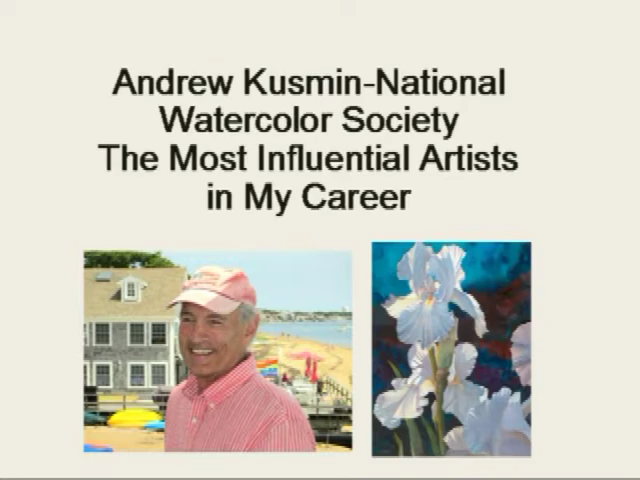 Andrew Kusmin-National
Watercolor Society
The Most Influential Artists
in My Career